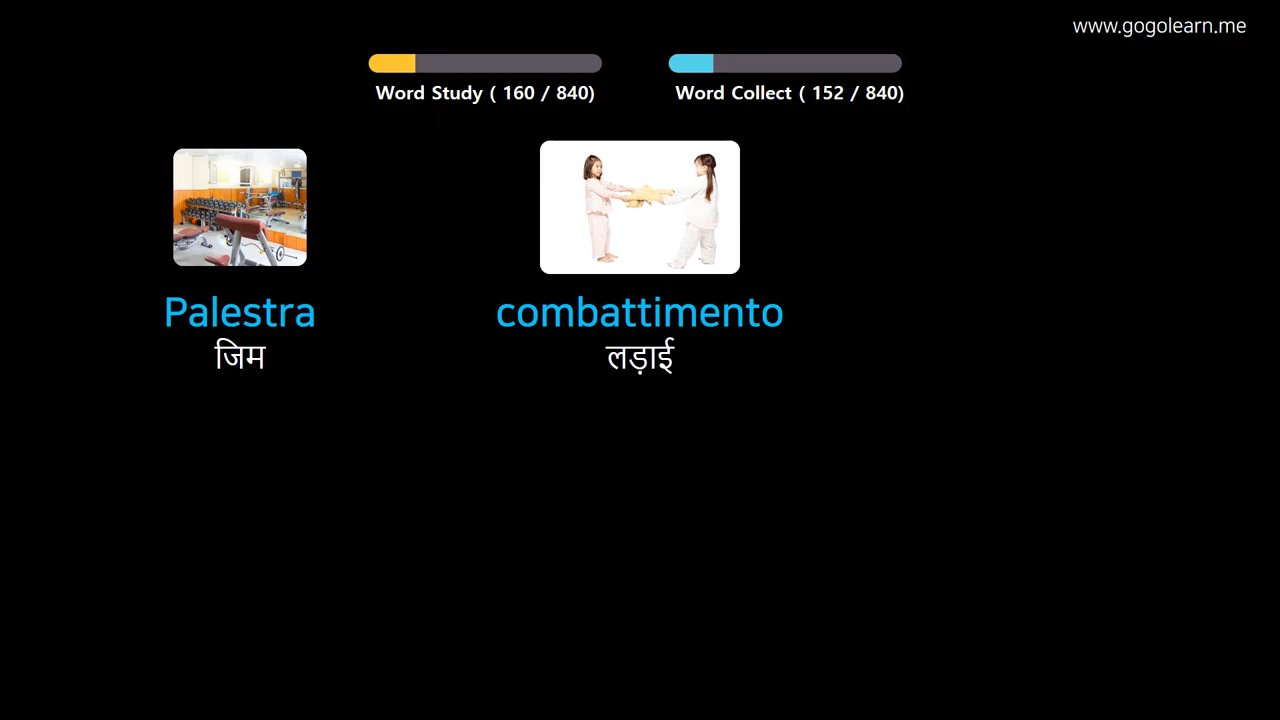 www.gogolearn.me
Word Study ( 160 / 840)
Word Collect ( 152 / 840)
Palestra
जिम
combattimento
लड़ाई